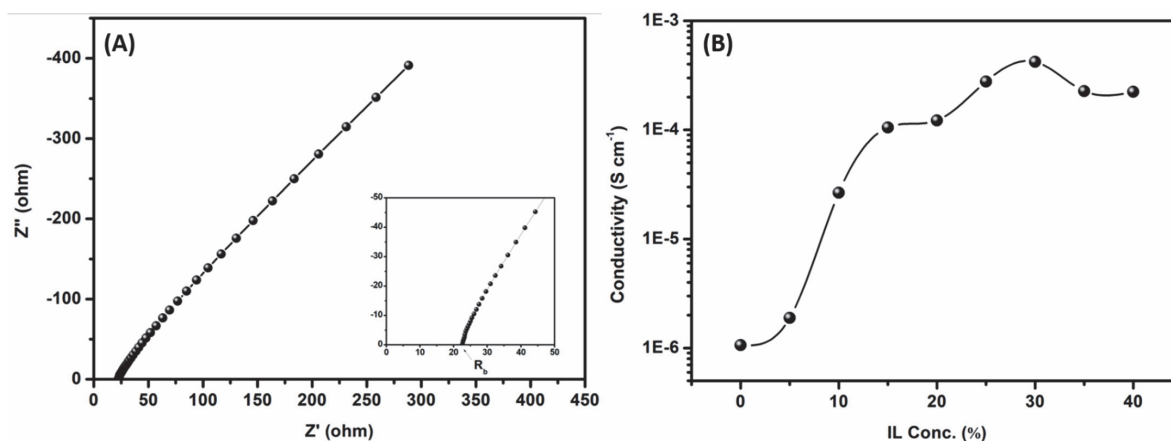 (A)
-400
-300
-200
-100
0
Z" (ohm)
0 50 100 150 200 250 300 350 400 450
Z' (ohm)
-50
-40
-30
-20
-10
0
0 10 20 30 40 50
R_b
(B)
1E-3
1E-4
1E-5
1E-6
Conductivity (S cm⁻¹)
0 10 20 30 40
IL Conc. (%)